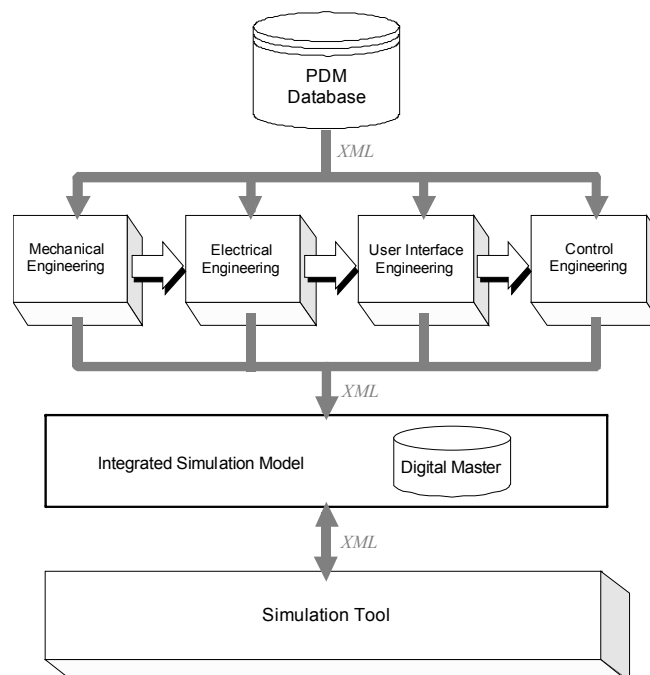 PDM
Database
XML
Mechanical
Engineering
Electrical
Engineering
User Interface
Engineering
Control
Engineering
XML
Integrated Simulation Model
Digital Master
XML
Simulation Tool